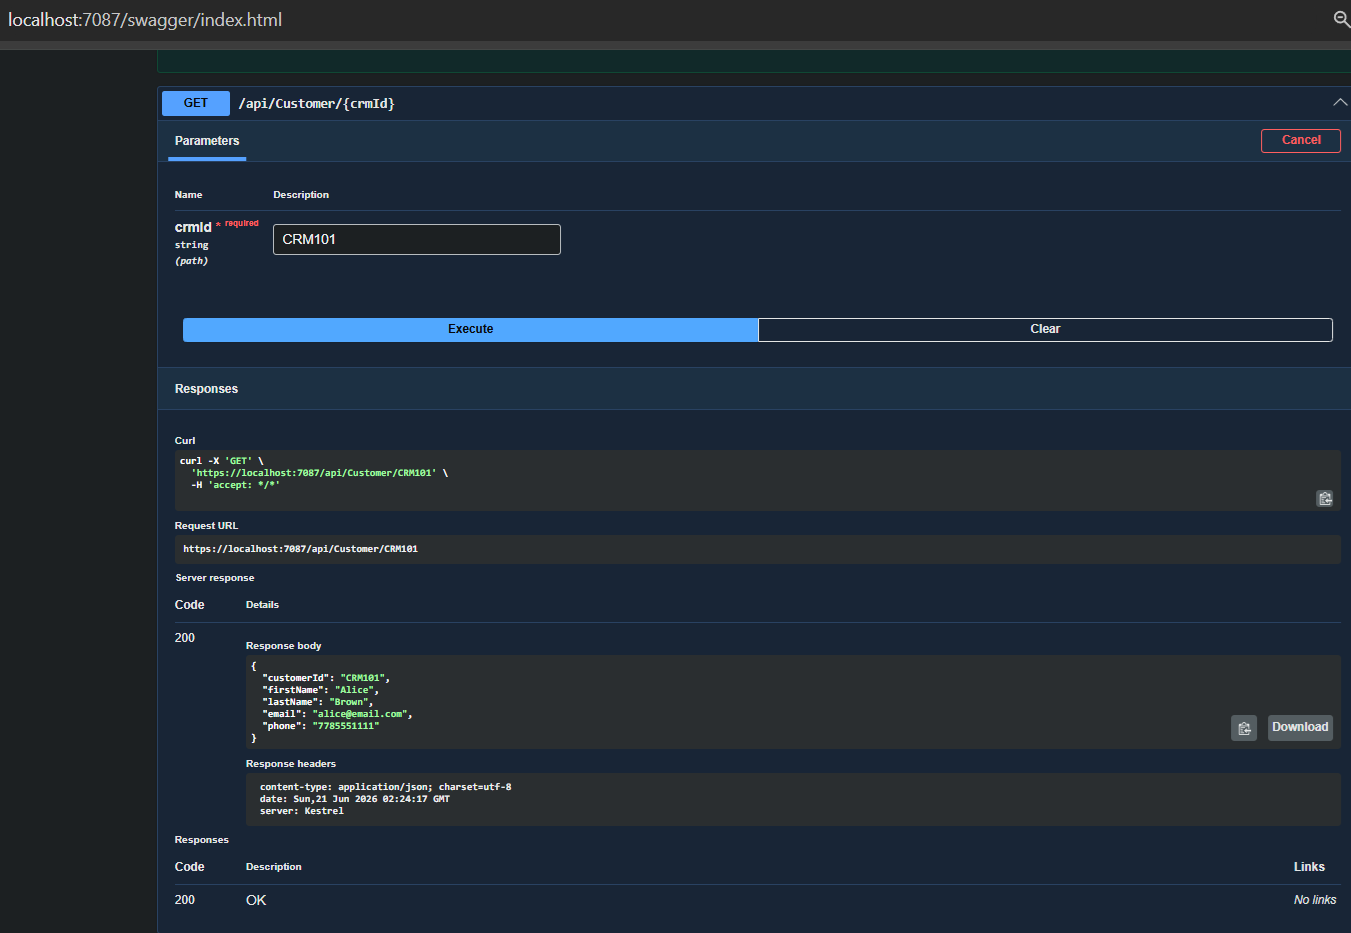 localhost:7087/swagger/index.html
GET /api/Customer/{crmId}
Parameters
Cancel
Name Description
crmId * required
string
(path)
CRM101
Execute Clear
Responses
Curl
curl -X 'GET' \
'https://localhost:7087/api/Customer/CRM101' \
-H 'accept: */*'
Request URL
https://localhost:7087/api/Customer/CRM101
Server response
Code Details
200
Response body
{
"customerId": "CRM101",
"firstName": "Alice",
"lastName": "Brown",
"email": "alice@email.com",
"phone": "7785551111"
}
Download
Response headers
content-type: application/json; charset=utf-8
date: Sun,21 Jun 2026 02:24:17 GMT
server: Kestrel
Responses
Code Description Links
200 OK No links